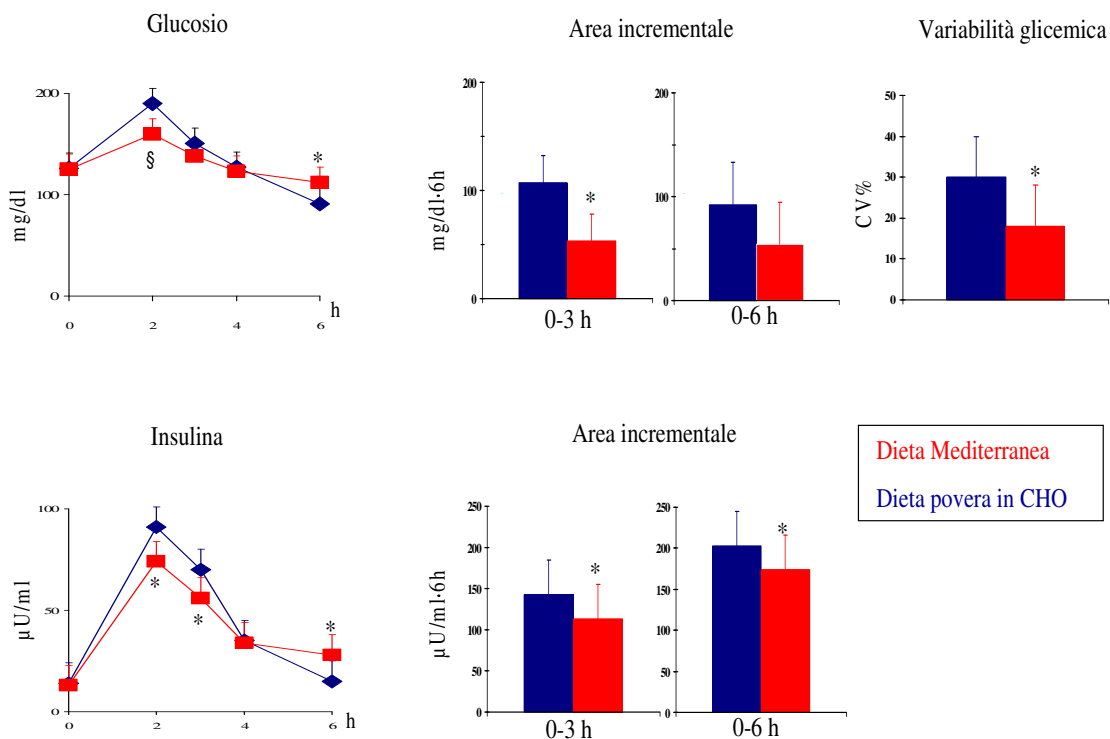 Glucosio
Area incrementale
Variabilità glicemica
mg/dl
200
100
0
§
*
0
2
4
6
h
mg/dl·6h
200
100
0
*
0-3 h
200
100
0
0-6 h
CV%
50
40
30
20
10
0
*
Insulina
Area incrementale
µU/ml
100
50
0
*
*
*
0
2
4
6
h
µU/ml·6h
250
200
150
100
50
0
*
0-3 h
250
200
150
100
50
0
*
0-6 h
Dieta Mediterranea
Dieta povera in CHO